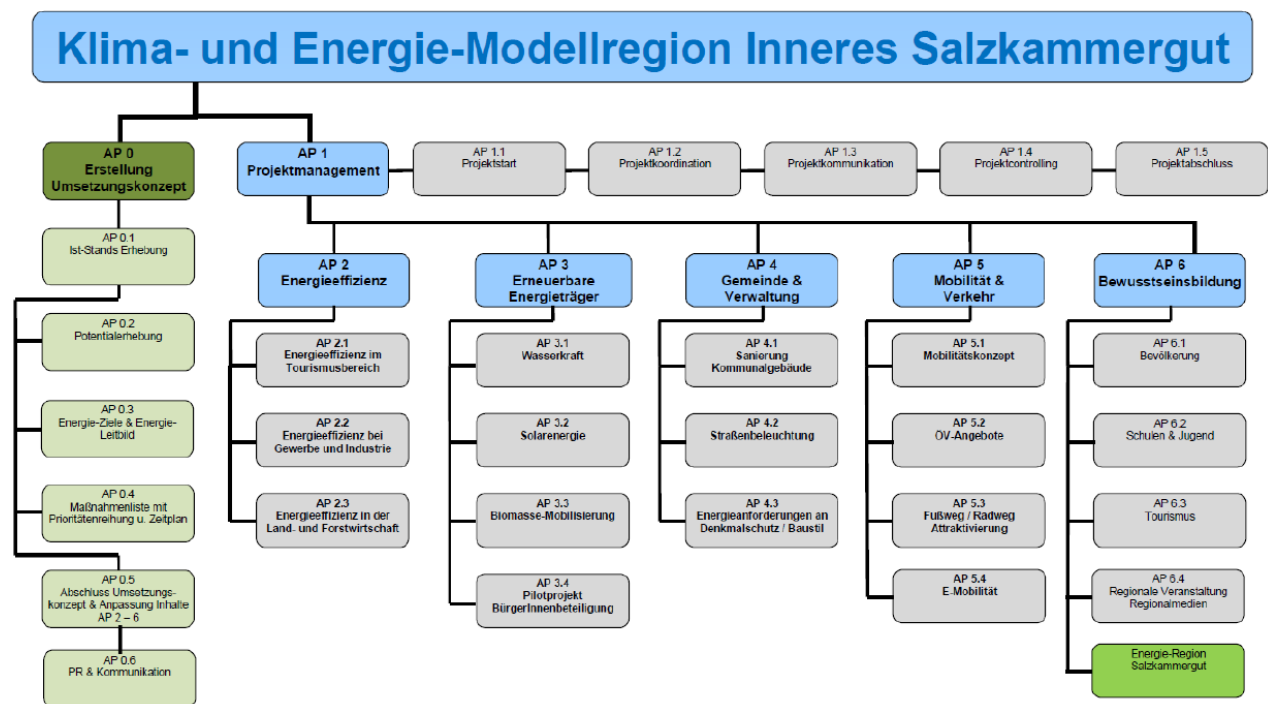 Klima- und Energie-Modellregion Inneres Salzkammergut
AP 0
Erstellung
Umsetzungskonzept
AP 1
Projektmanagement
AP 1.1
Projektstart
AP 1.2
Projektkoordination
AP 1.3
Projektkommunikation
AP 1.4
Projektcontrolling
AP 1.5
Projektabschluss
AP 0.1
Ist-Stands Erhebung
AP 0.2
Potentialerhebung
AP 0.3
Energie-Ziele & Energie-
Leitbild
AP 0.4
Maßnahmenliste mit
Prioritätenreihung u. Zeitplan
AP 0.5
Abschluss Umsetzungs-
konzept & Anpassung Inhalte
AP 2 – 6
AP 0.6
PR & Kommunikation
AP 2
Energieeffizienz
AP 2.1
Energieeffizienz im
Tourismusbereich
AP 2.2
Energieeffizienz bei
Gewerbe und Industrie
AP 2.3
Energieeffizienz in der
Land- und Forstwirtschaft
AP 3
Erneuerbare
Energieträger
AP 3.1
Wasserkraft
AP 3.2
Solarenergie
AP 3.3
Biomasse-Mobilisierung
AP 3.4
Pilotprojekt
BürgerInnenbeteiligung
AP 4
Gemeinde &
Verwaltung
AP 4.1
Sanierung
Kommunalgebäude
AP 4.2
Straßenbeleuchtung
AP 4.3
Energieanforderungen an
Denkmalschutz / Baustil
AP 5
Mobilität &
Verkehr
AP 5.1
Mobilitätskonzept
AP 5.2
ÖV-Angebote
AP 5.3
Fußweg / Radweg
Attraktivierung
AP 5.4
E-Mobilität
AP 6
Bewusstseinsbildung
AP 6.1
Bevölkerung
AP 6.2
Schulen & Jugend
AP 6.3
Tourismus
AP 6.4
Regionale Veranstaltung
Regionalmedien
Energie-Region
Salzkammergut